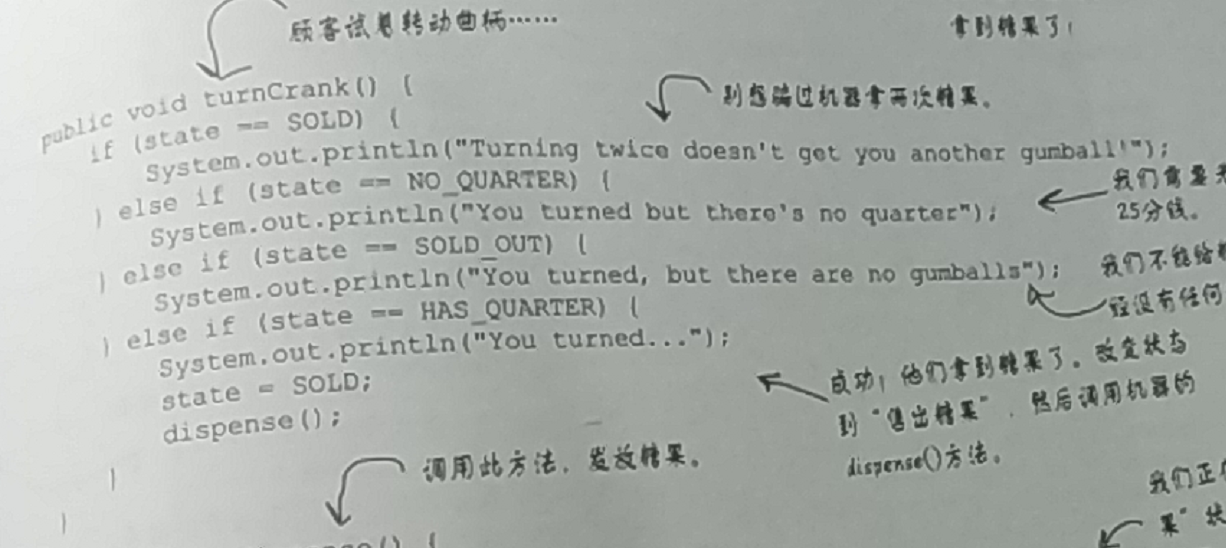 顾客试着转动曲柄……
拿到糖果了！
public void turnCrank() {
if (state == SOLD) {
别想骗过机器拿两次糖果。
System.out.println("Turning twice doesn't get you another gumball!");
} else if (state == NO_QUARTER) {
我们需要
System.out.println("You turned but there's no quarter");
25分钱。
} else if (state == SOLD_OUT) {
System.out.println("You turned, but there are no gumballs");
我们不能给
没有任何
} else if (state == HAS_QUARTER) {
System.out.println("You turned...");
state = SOLD;
dispense();
成功！他们拿到糖果了。改变状态
到“售出糖果”，然后调用机器的
dispense()方法。
}
调用此方法，发放糖果。
}
我们正
果”状
() {